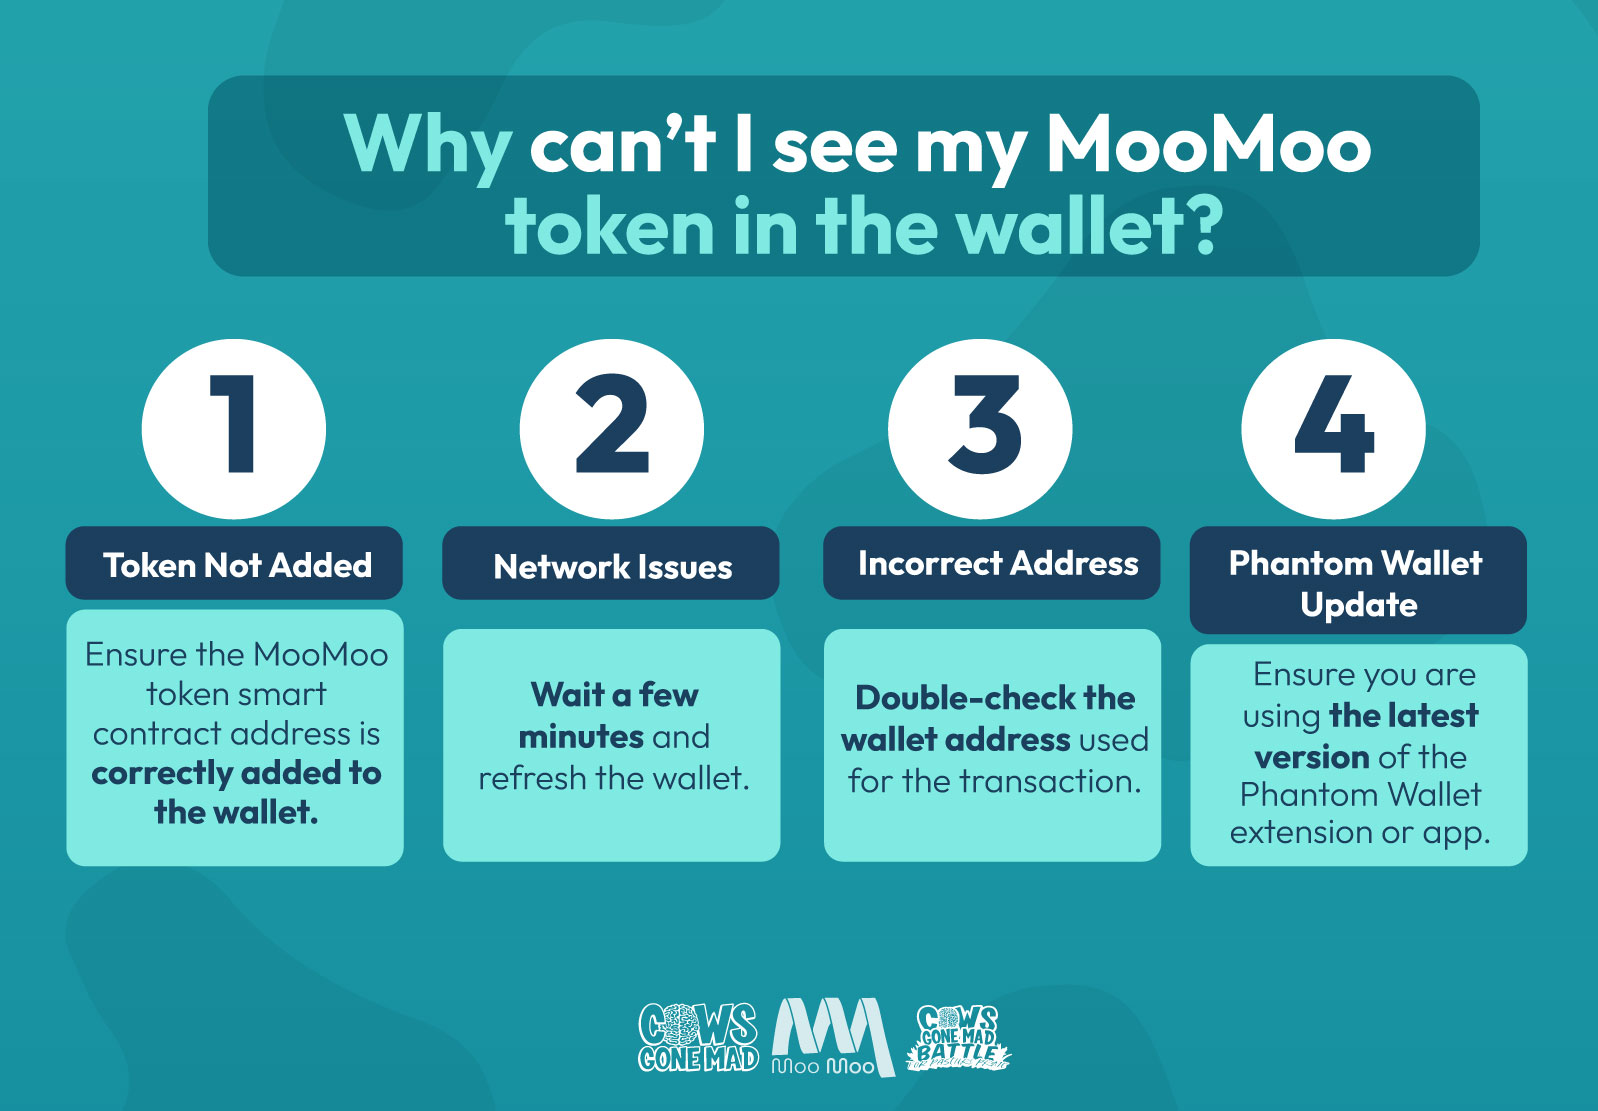 Why can't I see my MooMoo
token in the wallet?
1
Token Not Added
Ensure the MooMoo
token smart
contract address is
correctly added to
the wallet.
2
Network Issues
Wait a few
minutes and
refresh the wallet.
3
Incorrect Address
Double-check the
wallet address used
for the transaction.
4
Phantom Wallet
Update
Ensure you are
using the latest
version of the
Phantom Wallet
extension or app.
COWS
GONE MAD
Moo Moo
COWS
GONE MAD
BATTLE